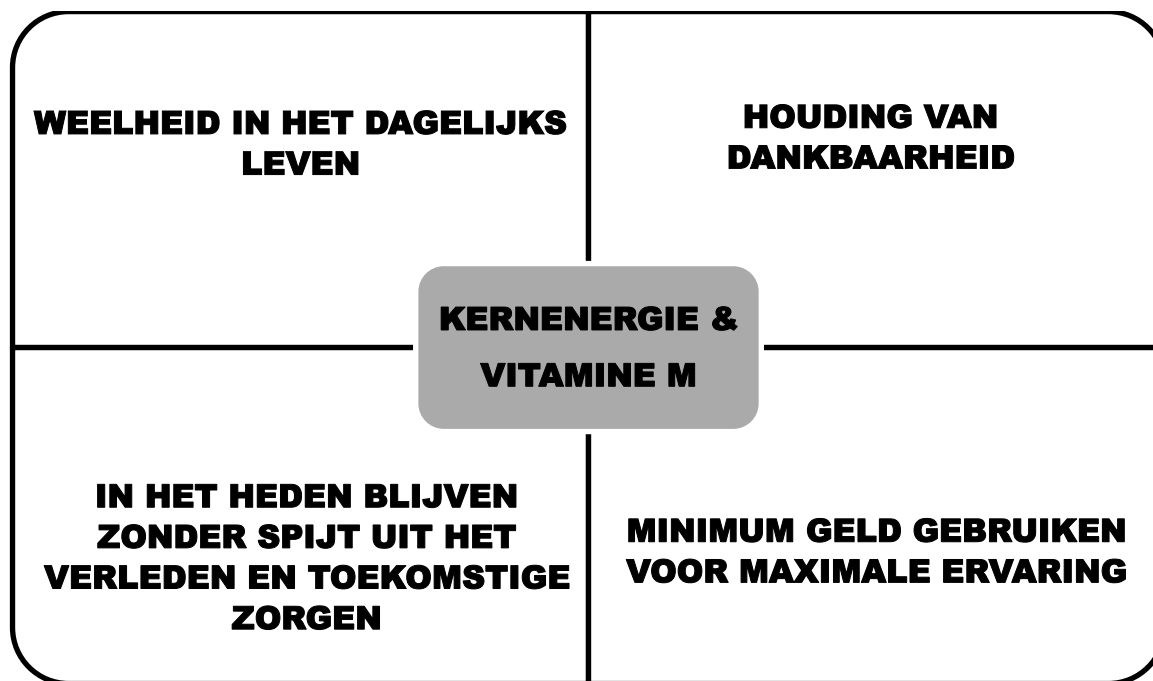 WEELHEID IN HET DAGELIJKS
LEVEN
HOUDING VAN
DANKBAARHEID
KERNENERGIE &
VITAMINE M
IN HET HEDEN BLIJVEN
ZONDER SPIJT UIT HET
VERLEDEN EN TOEKOMSTIGE
ZORGEN
MINIMUM GELD GEBRUIKEN
VOOR MAXIMALE ERVARING